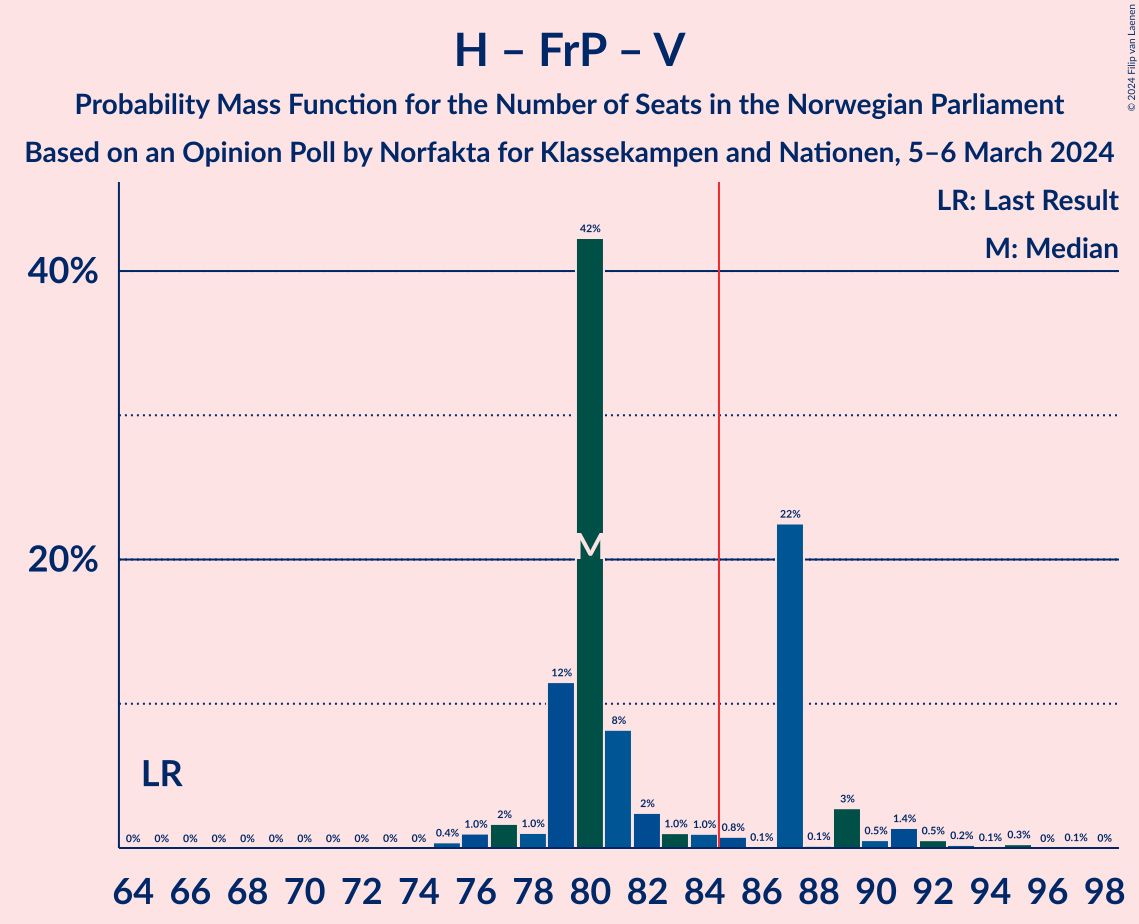 H – FrP – V
Probability Mass Function for the Number of Seats in the Norwegian Parliament
Based on an Opinion Poll by Norfakta for Klassekampen and Nationen, 5–6 March 2024
© 2024 Filip van Laenen
LR: Last Result
M: Median
40%
20%
LR
M
0% 0% 0% 0% 0% 0% 0% 0% 0% 0% 0% 0.4% 1.0% 2% 1.0% 12% 42% 8% 2% 1.0% 1.0% 0.8% 0.1% 22% 0.1% 3% 0.5% 1.4% 0.5% 0.2% 0.1% 0.3% 0% 0.1% 0%
64 66 68 70 72 74 76 78 80 82 84 86 88 90 92 94 96 98